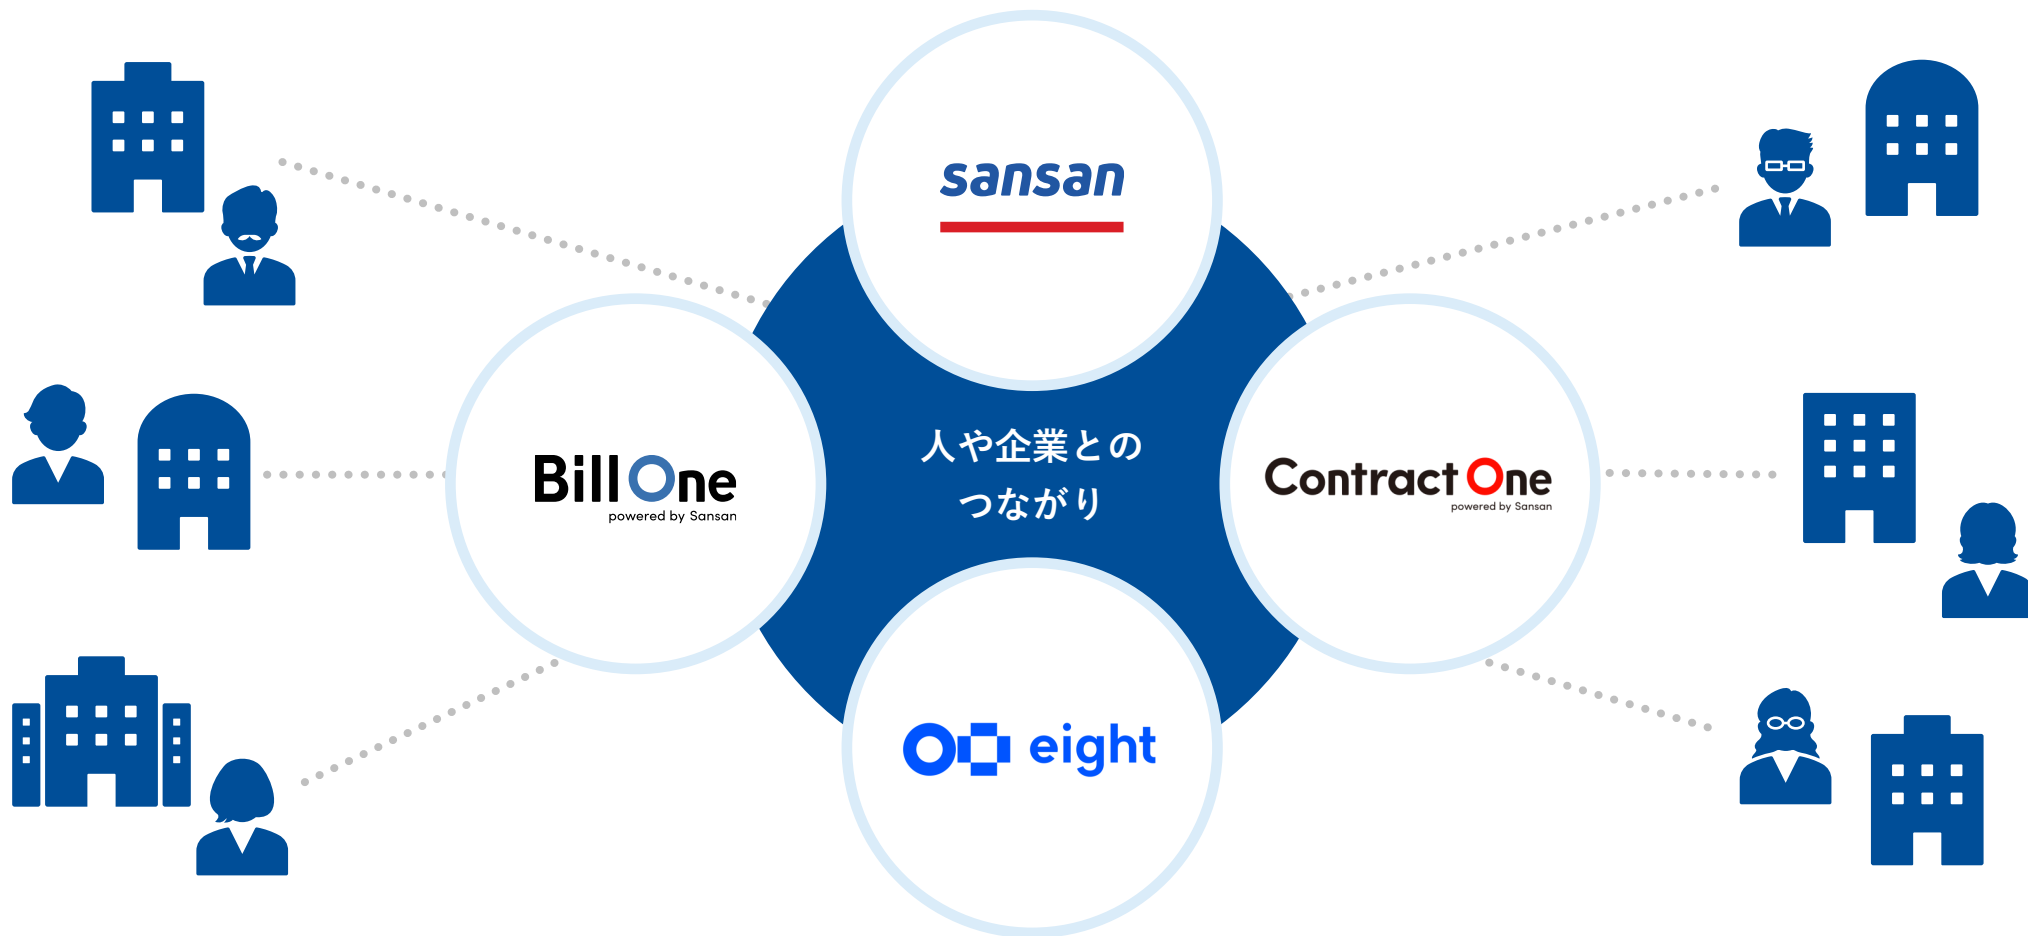 sansan
Bill One
powered by Sansan
人や企業との
つながり
Contract One
powered by Sansan
eight